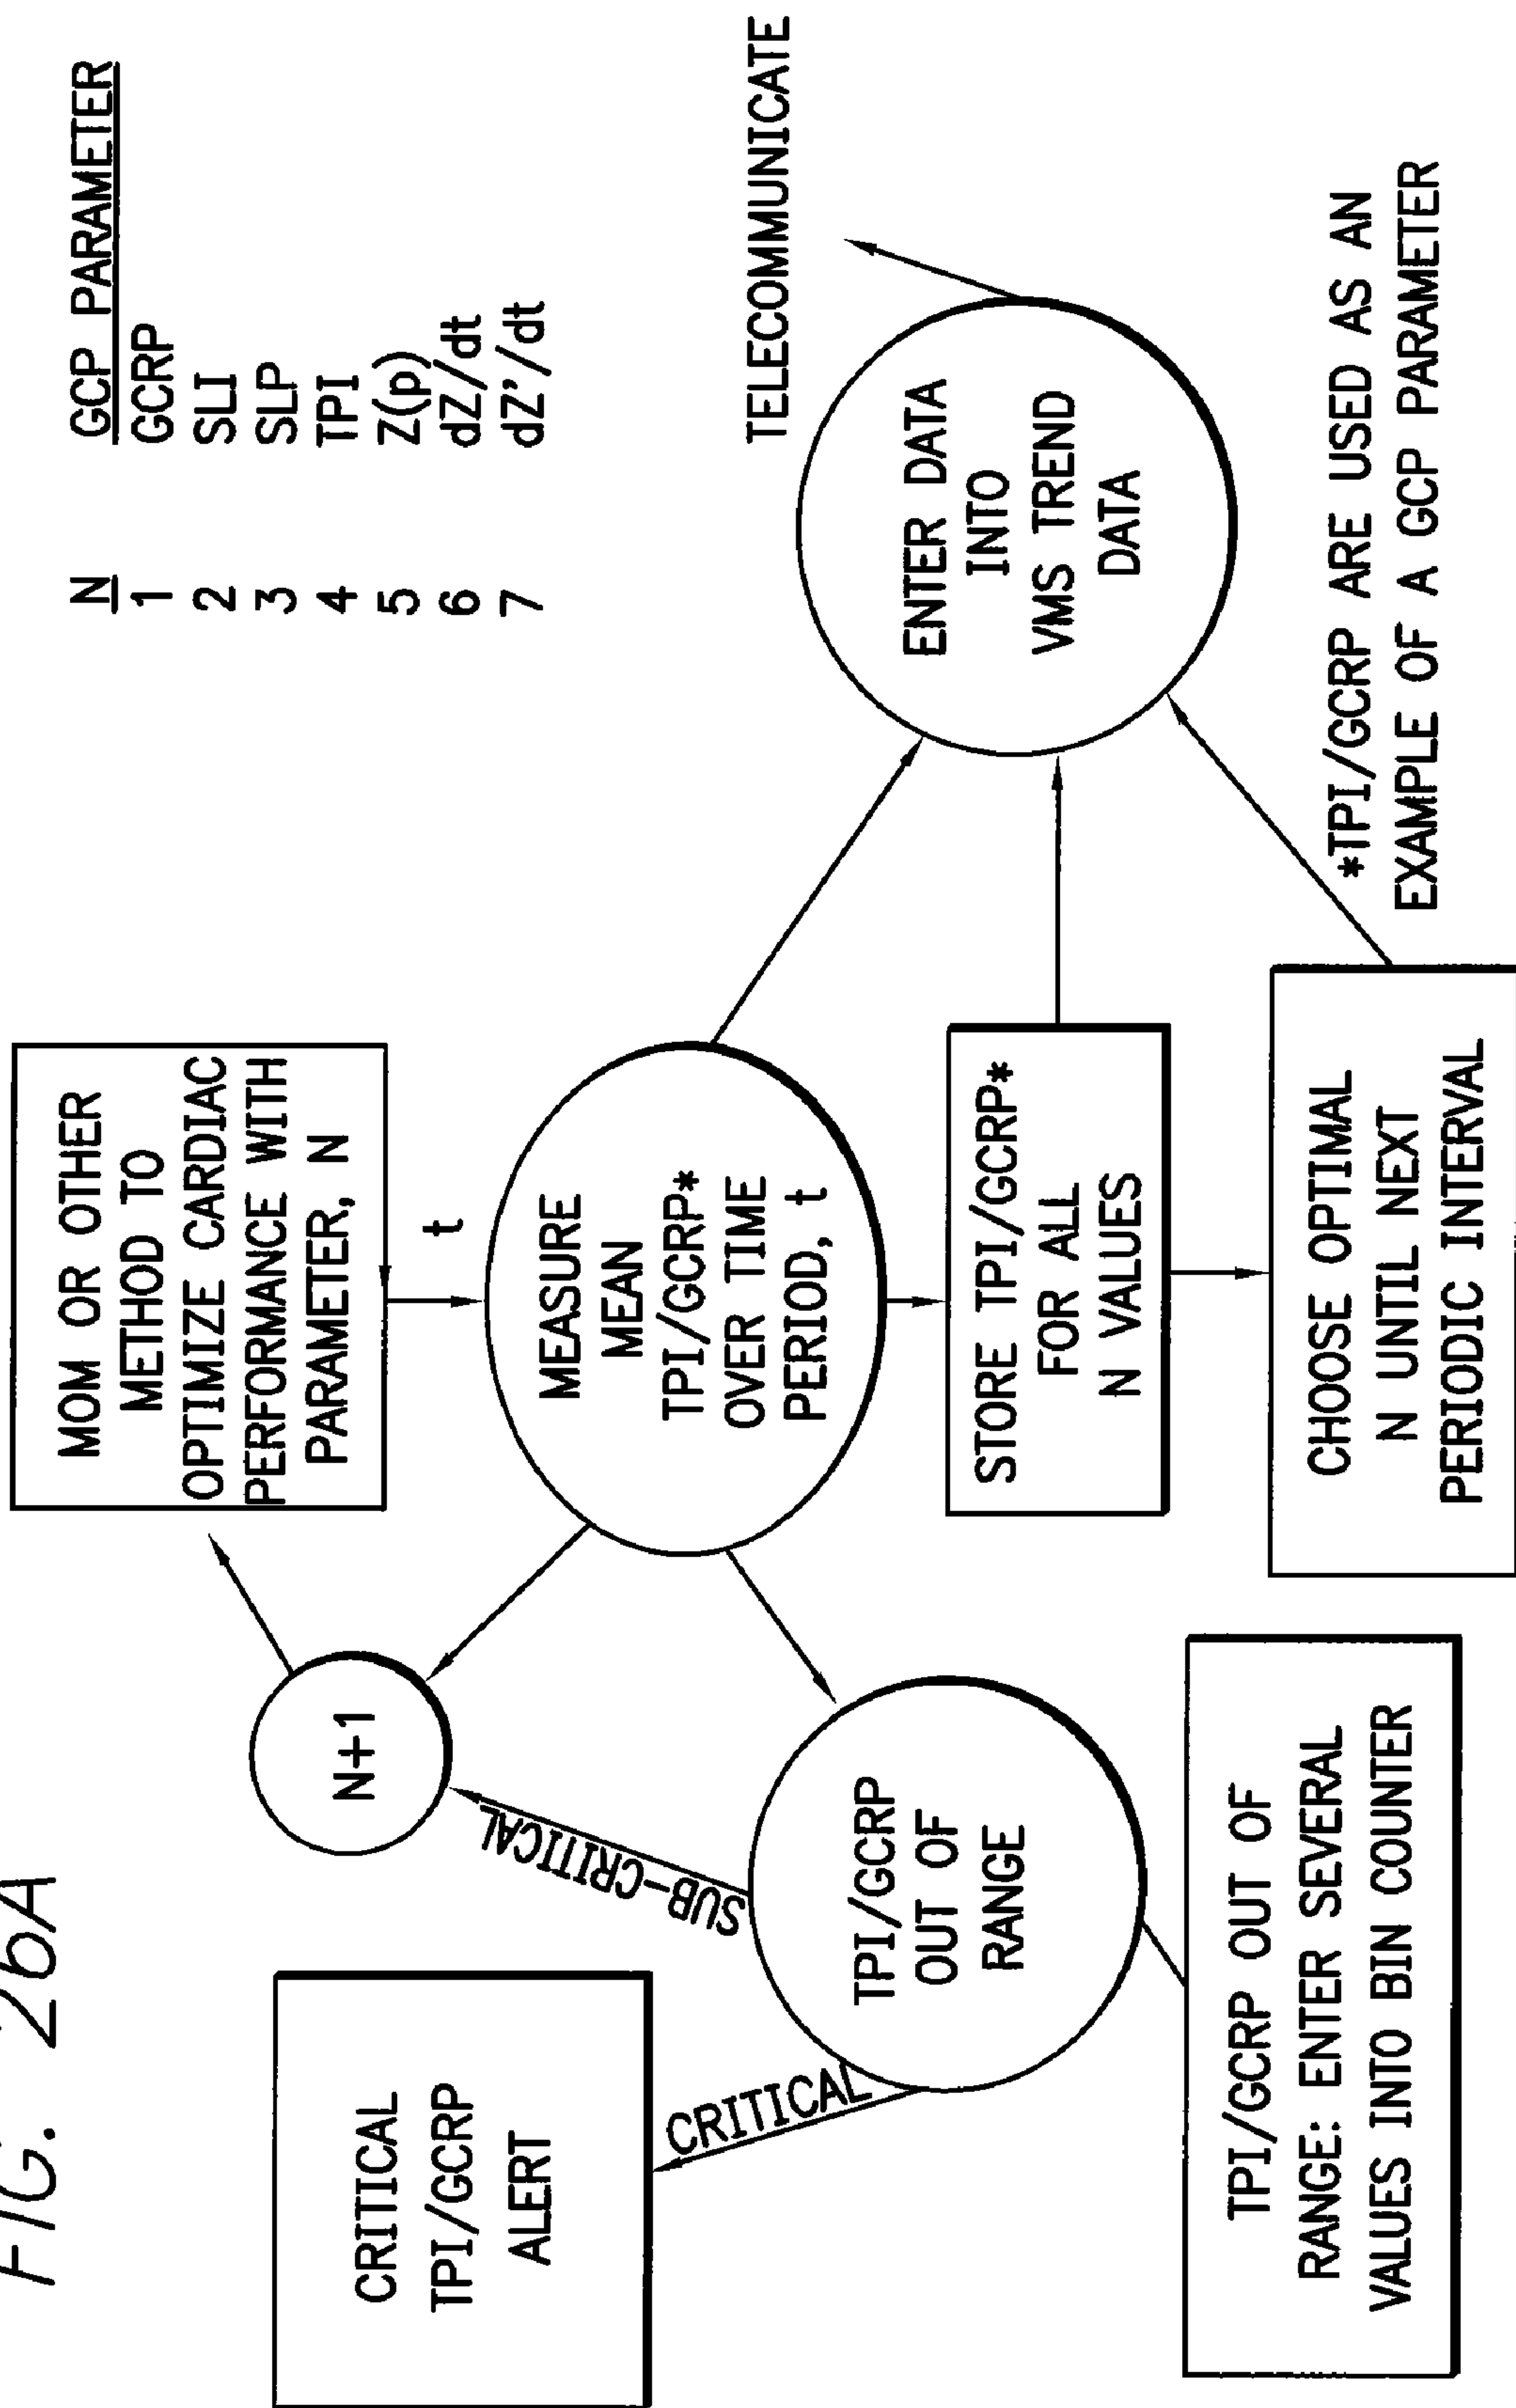 FIG. 26A
MOM OR OTHER
METHOD TO
OPTIMIZE CARDIAC
PERFORMANCE WITH
PARAMETER, N
N GCP PARAMETER
1 GCRP
2 SLI
3 SLP
4 TPI
5 Z(p)
6 dZ/dt
7 dZ'/dt
t
N+1
MEASURE
MEAN
TPI/GCRP*
OVER TIME
PERIOD, t
TELECOMMUNICATE
CRITICAL
TPI/GCRP
ALERT
SUB-CRITICAL
CRITICAL
TPI/GCRP
OUT OF
RANGE
ENTER DATA
INTO
VMS TREND
DATA
STORE TPI/GCRP*
FOR ALL
N VALUES
TPI/GCRP OUT OF
RANGE: ENTER SEVERAL
VALUES INTO BIN COUNTER
CHOOSE OPTIMAL
N UNTIL NEXT
PERIODIC INTERVAL
*TPI/GCRP ARE USED AS AN
EXAMPLE OF A GCP PARAMETER